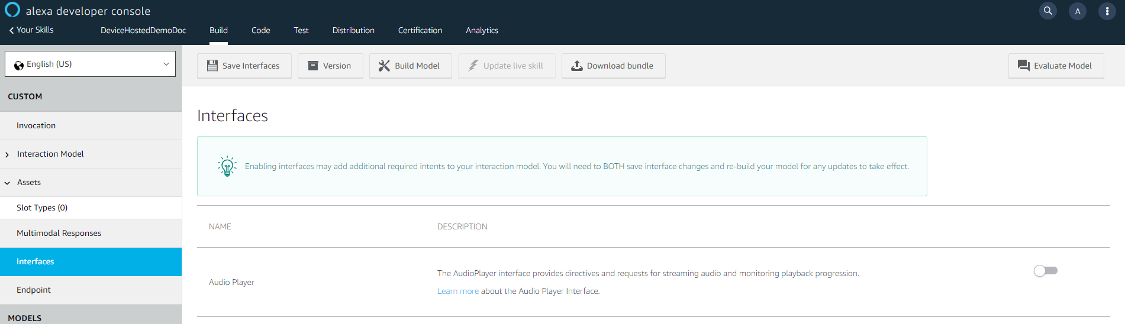 alexa developer console
A
Your Skills
DeviceHostedDemoDoc
Build
Code
Test
Distribution
Certification
Analytics
English (US)
Save Interfaces
Version
Build Model
Update live skill
Download bundle
Evaluate Model
CUSTOM
Invocation
Interaction Model
Assets
Slot Types (0)
Multimodal Responses
Interfaces
Endpoint
MODELS
Interfaces
Enabling interfaces may add additional required intents to your interaction model. You will need to BOTH save interface changes and re-build your model for any updates to take effect.
NAME
DESCRIPTION
Audio Player
The AudioPlayer interface provides directives and requests for streaming audio and monitoring playback progression.
Learn more about the Audio Player Interface.